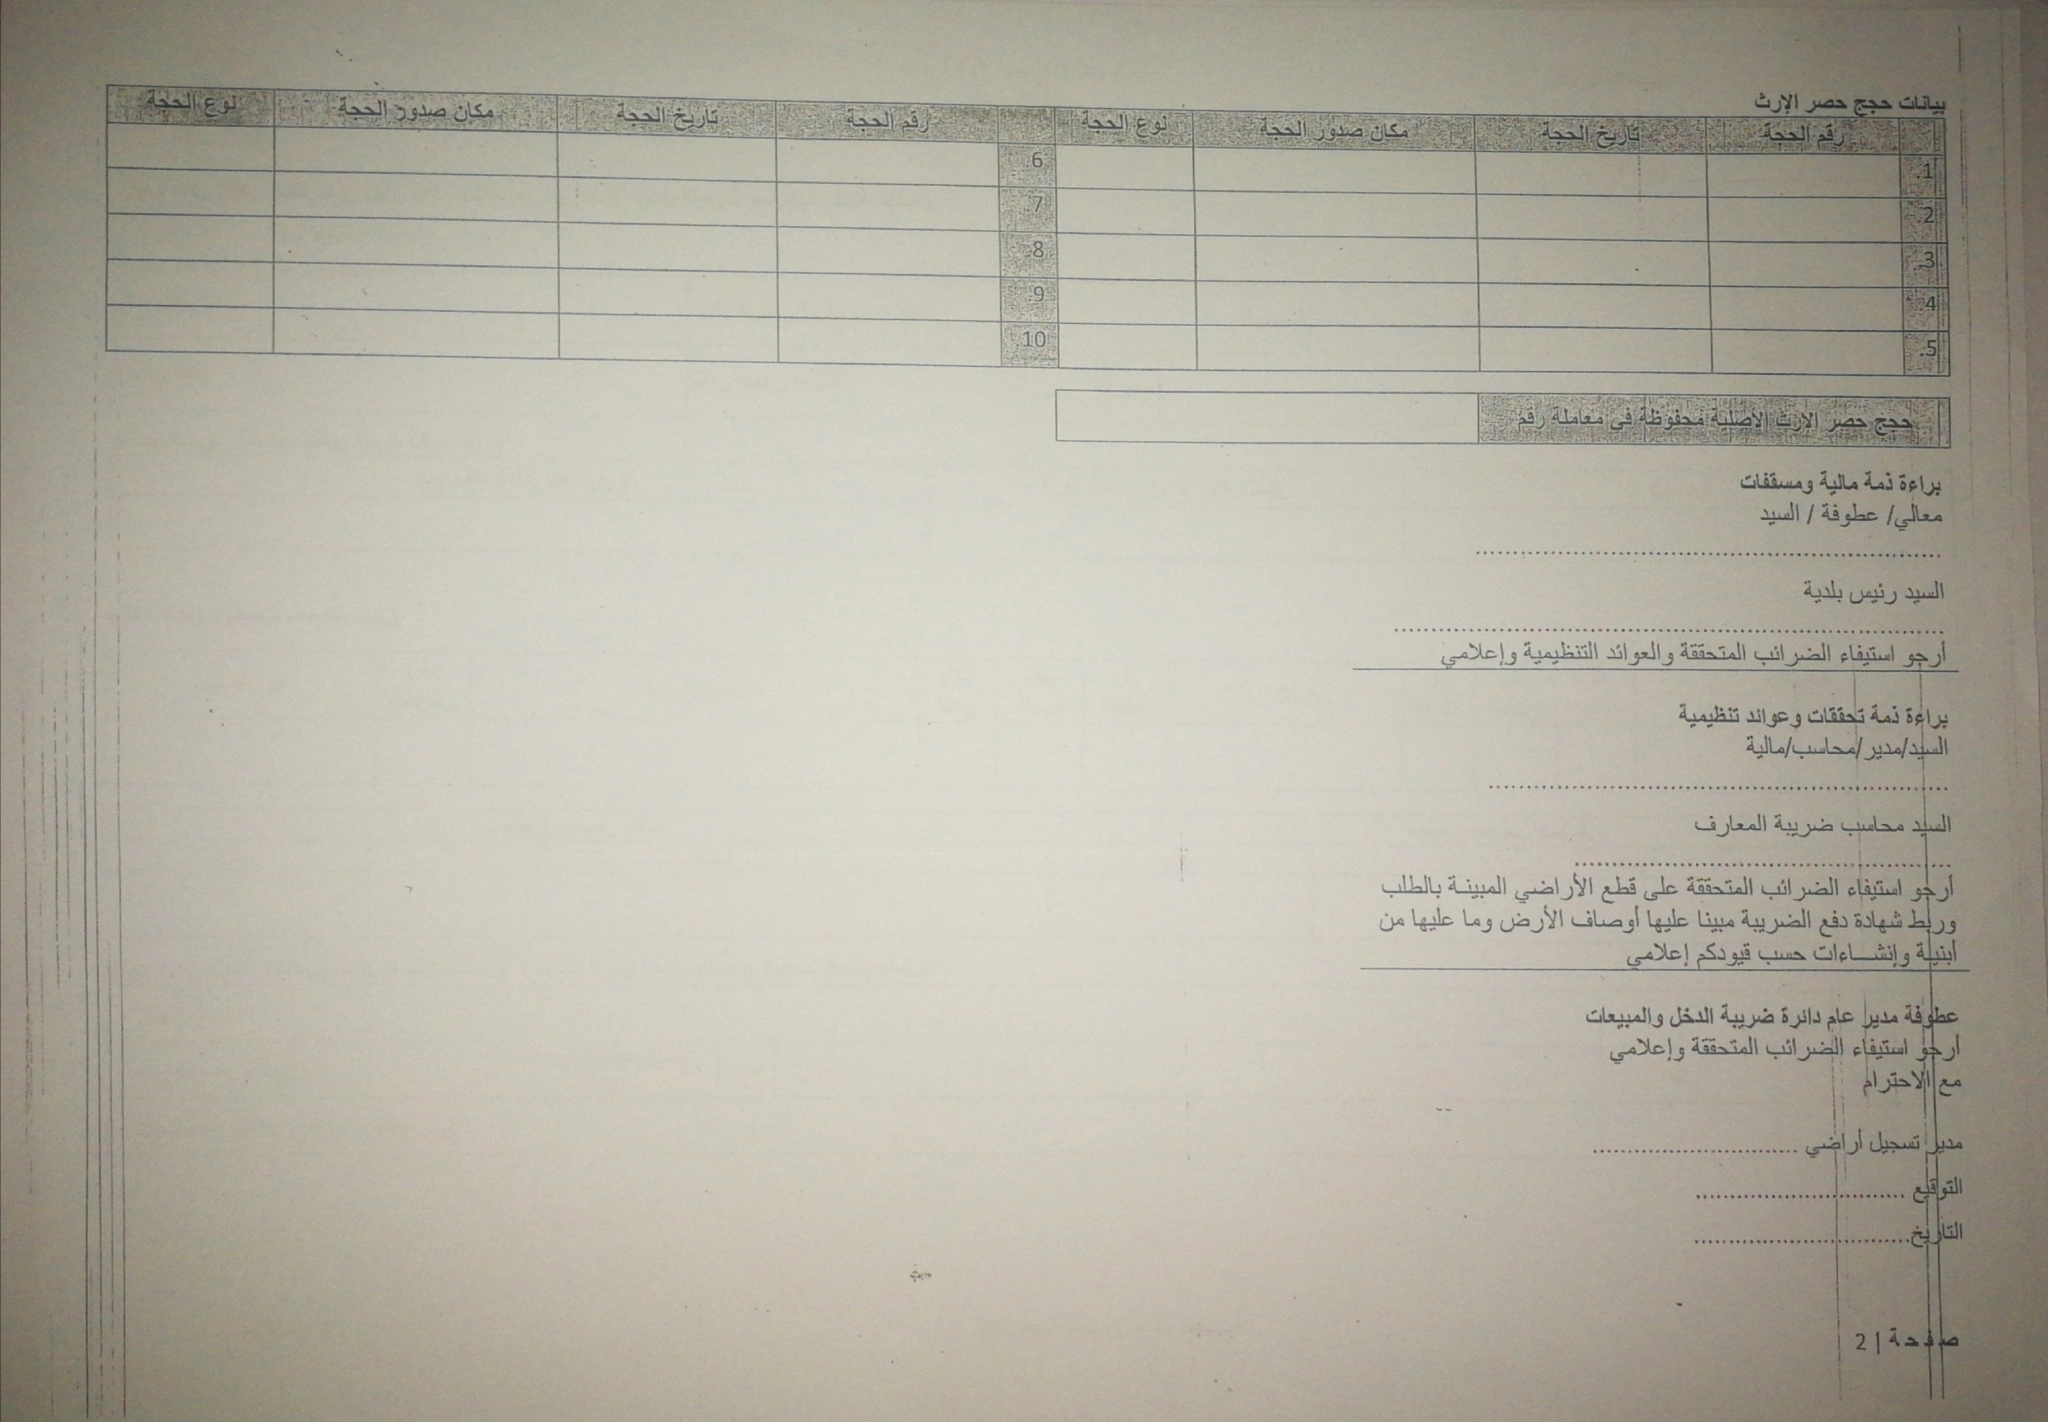 بيانات حجج حصر الإرث
رقم الحجة تاريخ الحجة مكان صدور الحجة نوع الحجة رقم الحجة تاريخ الحجة مكان صدور الحجة نوع الحجة
1. 6.
2. 7.
3. 8.
4. 9.
5. 10.
حجج حصر الإرث الأصلية محفوظة في معاملة رقم
براءة ذمة مالية ومسقفات
معالي/ عطوفة / السيد
................................................................
السيد رئيس بلدية
................................................................
أرجو استيفاء الضرائب المتحققة والعوائد التنظيمية وإعلامي
براءة ذمة تحققات وعوائد تنظيمية
السيد/مدير/محاسب/مالية
................................................................
السيد محاسب ضريبة المعارف
................................................................
أرجو استيفاء الضرائب المتحققة على قطع الأراضي المبينة بالطلب
وربط شهادة دفع الضريبة مبينا عليها أوصاف الأرض وما عليها من
أبنية وإنشاءات حسب قيودكم إعلامي
عطوفة مدير عام دائرة ضريبة الدخل والمبيعات
أرجو استيفاء الضرائب المتحققة وإعلامي
مع الاحترام
مدير تسجيل أراضي ..............................
التوقيع ..............................
التاريخ..............................
صفحة | 2